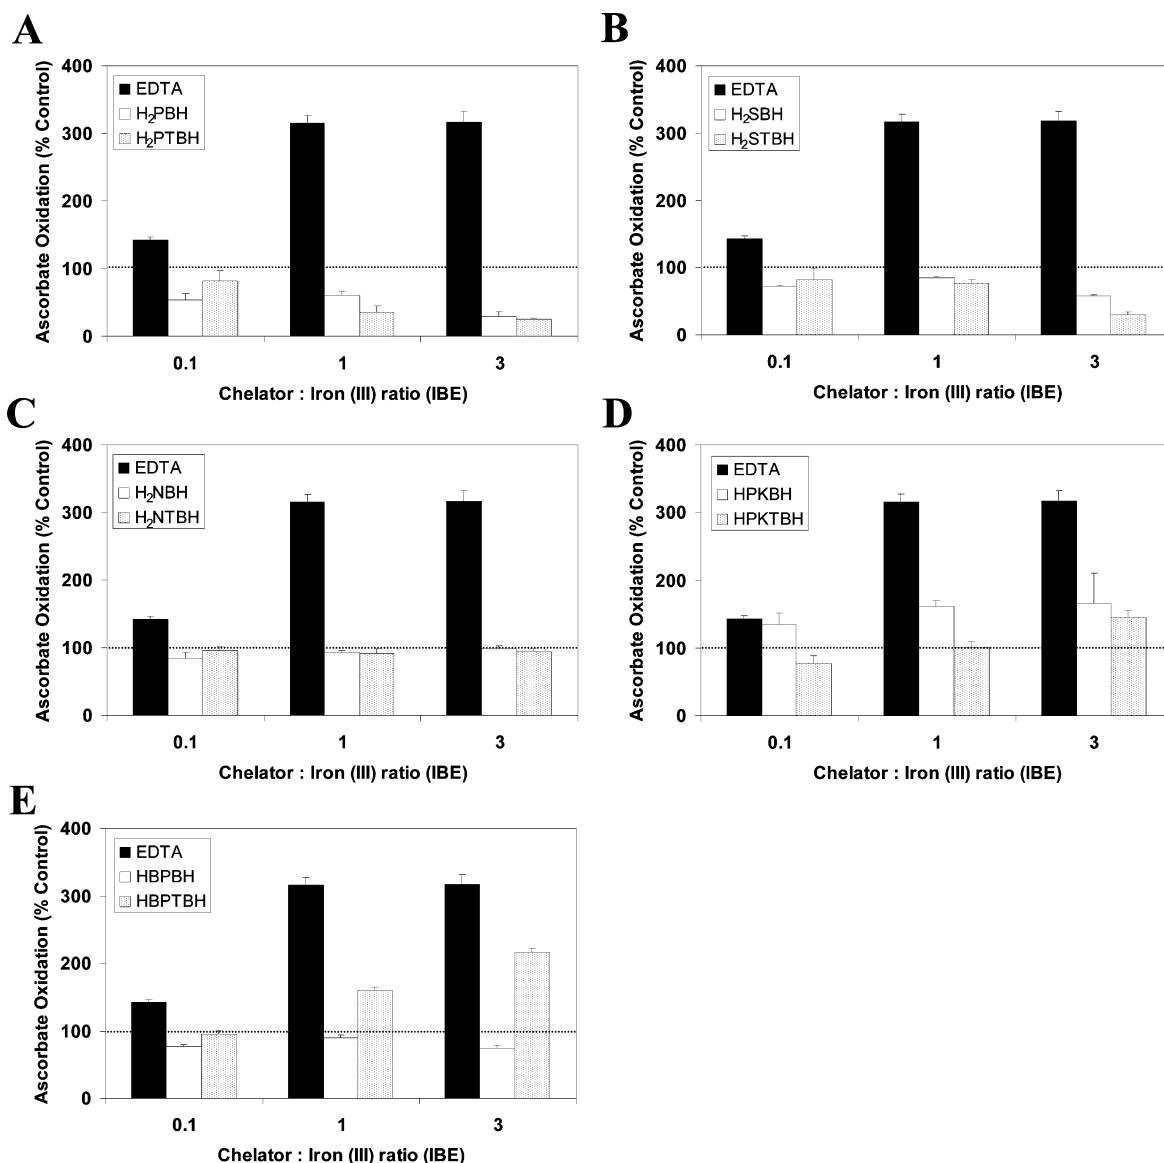 A
Ascorbate Oxidation (% Control)
400
300
200
100
0
EDTA
H2PBH
H2PTBH
0.1
1
3
Chelator : Iron (III) ratio (IBE)
B
Ascorbate Oxidation (% Control)
400
300
200
100
0
EDTA
H2SBH
H2STBH
0.1
1
3
Chelator : Iron (III) ratio (IBE)
C
Ascorbate Oxidation (% Control)
400
300
200
100
0
EDTA
H2NBH
H2NTBH
0.1
1
3
Chelator : Iron (III) ratio (IBE)
D
Ascorbate Oxidation (% Control)
400
300
200
100
0
EDTA
HPKBH
HPKTBH
0.1
1
3
Chelator : Iron (III) ratio (IBE)
E
Ascorbate Oxidation (% Control)
400
300
200
100
0
EDTA
HBPBH
HBPTBH
0.1
1
3
Chelator : Iron (III) ratio (IBE)